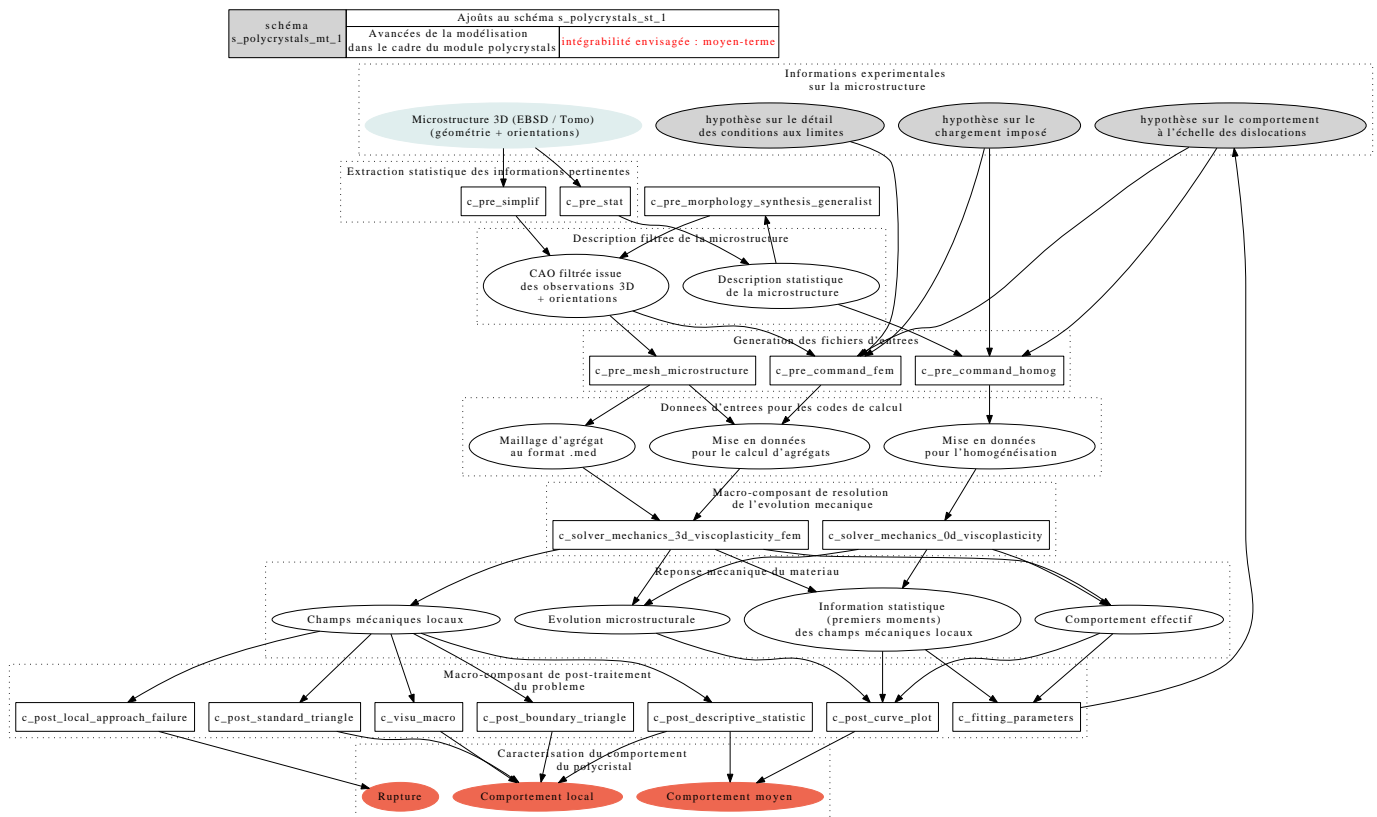 schéma
s_polycrystals_mt_1
Ajoûts au schéma s_polycrystals_st_1
Avancées de la modélisation
dans le cadre du module polycrystals
intégrabilité envisagée : moyen-terme
Informations experimentales
sur la microstructure
Microstructure 3D (EBSD / Tomo)
(géométrie + orientations)
hypothèse sur le détail
des conditions aux limites
hypothèse sur le
chargement imposé
hypothèse sur le comportement
à l'échelle des dislocations
Extraction statistique des informations pertinentes
c_pre_simplif
c_pre_stat
c_pre_morphology_synthesis_generalist
Description filtree de la microstructure
CAO filtrée issue
des observations 3D
+ orientations
Description statistique
de la microstructure
Generation des fichiers d'entrees
c_pre_mesh_microstructure
c_pre_command_fem
c_pre_command_homog
Donnees d'entrees pour les codes de calcul
Maillage d'agrégat
au format .med
Mise en données
pour le calcul d'agrégats
Mise en données
pour l'homogénéisation
Macro-composant de resolution
de l'evolution mecanique
c_solver_mechanics_3d_viscoplasticity_fem
c_solver_mechanics_0d_viscoplasticity
Reponse mecanique du materiau
Champs mécaniques locaux
Evolution microstructurale
Information statistique
(premiers moments)
des champs mécaniques locaux
Comportement effectif
Macro-composant de post-traitement
du probleme
c_post_local_approach_failure
c_post_standard_triangle
c_visu_macro
c_post_boundary_triangle
c_post_descriptive_statistic
c_post_curve_plot
c_fitting_parameters
Caracterisation du comportement
du polycristal
Rupture
Comportement local
Comportement moyen